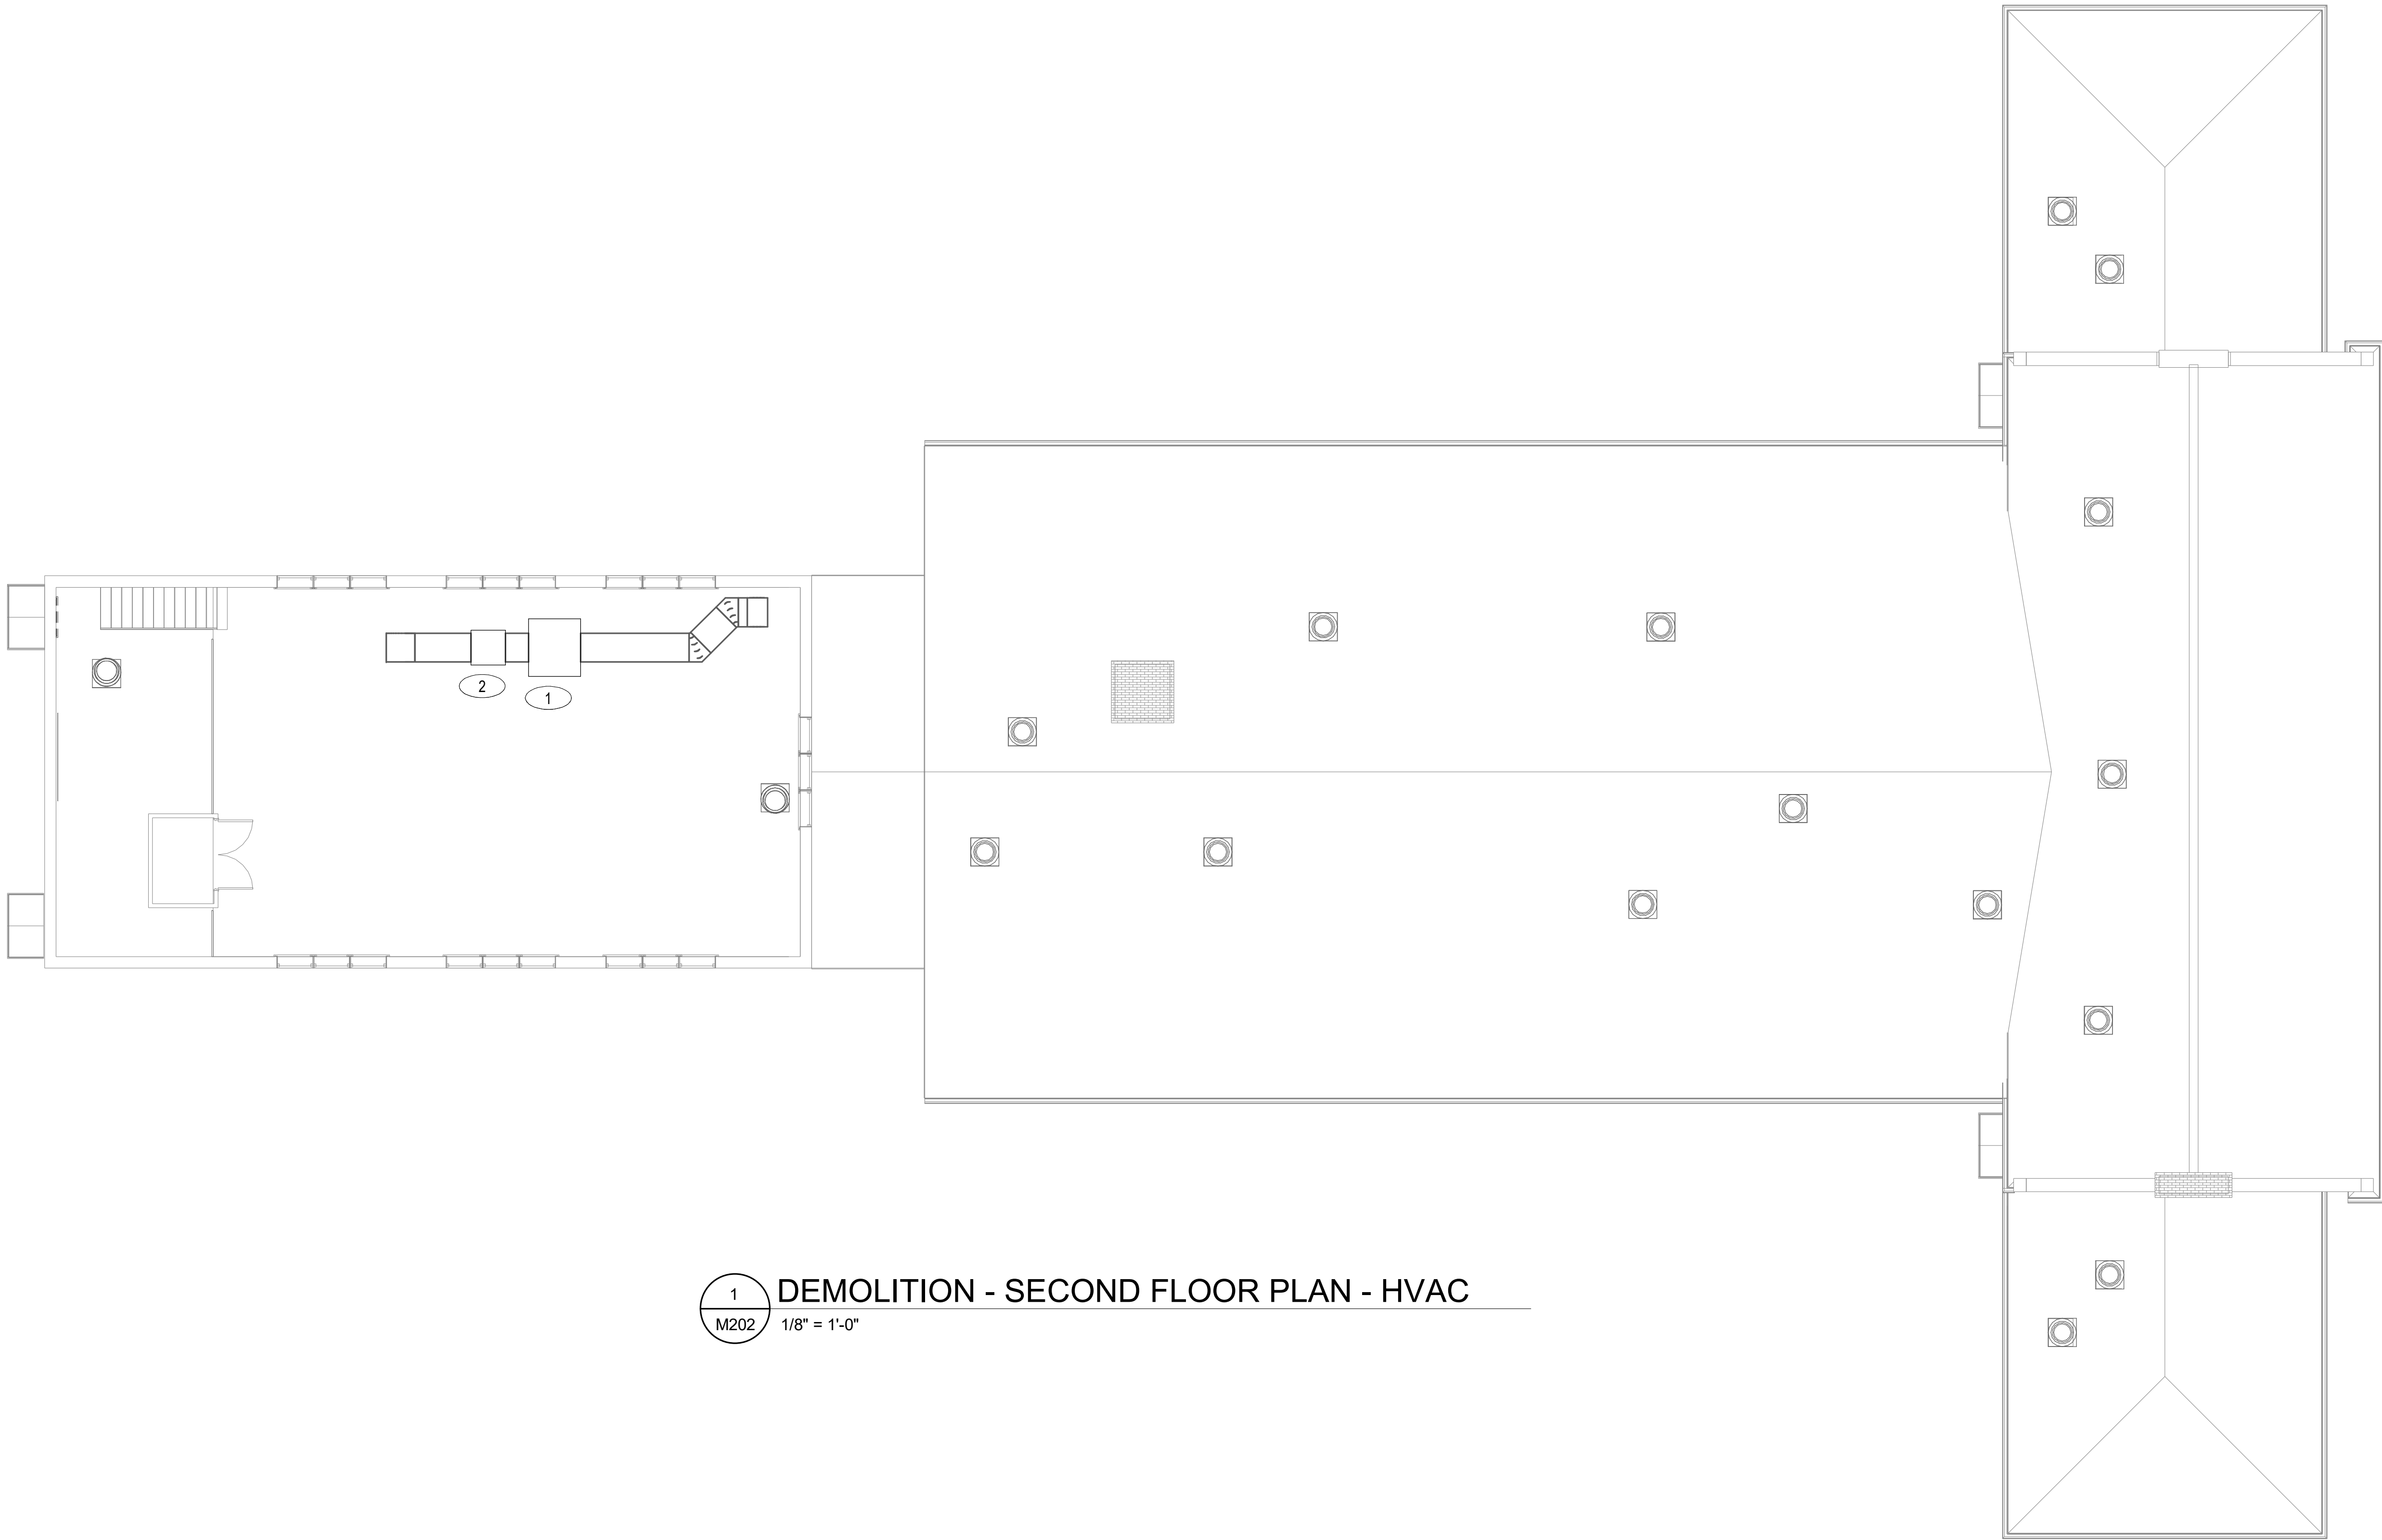 2
1
1
DEMOLITION - SECOND FLOOR PLAN - HVAC
M202
1/8" = 1'-0"